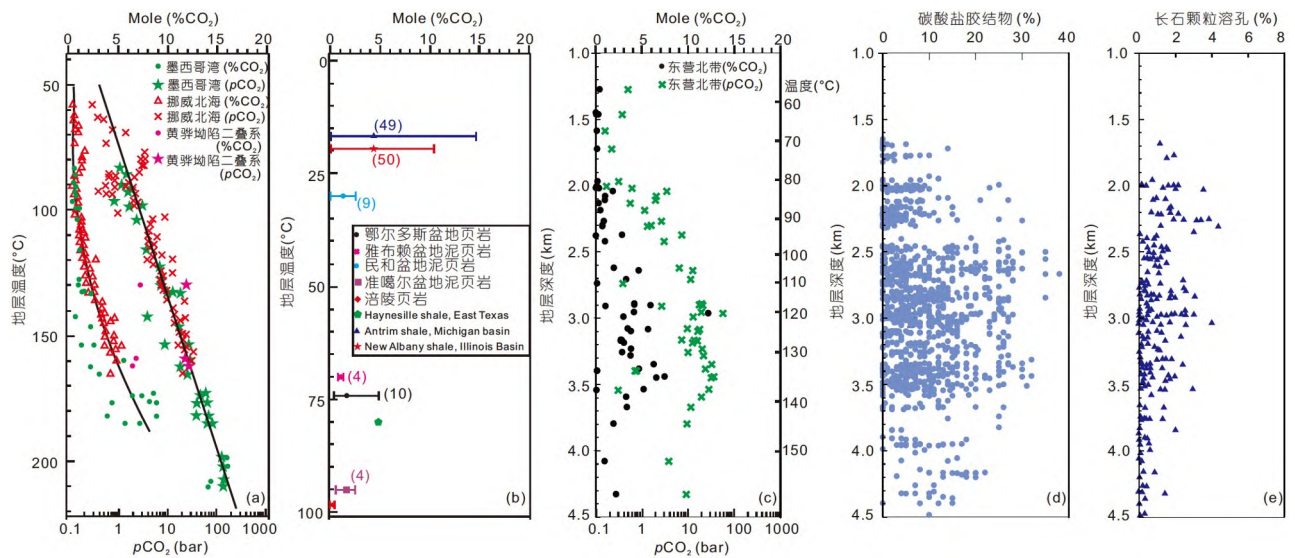 Mole (%CO₂)
0 5 10 15 20
墨西哥湾 (%CO₂)
墨西哥湾 (pCO₂)
挪威北海 (%CO₂)
挪威北海 (pCO₂)
黄骅坳陷二叠系
(%CO₂)
黄骅坳陷二叠系
(pCO₂)
地层温度(°C)
50
100
150
200
(a)
0.1 1 10 100 1000
pCO₂ (bar)
Mole (%CO₂)
0 5 10 15 20
0
25
50
75
100
地层温度(°C)
(49)
(50)
(9)
鄂尔多斯盆地页岩
雅布赖盆地泥页岩
民和盆地泥页岩
准噶尔盆地泥页岩
涪陵页岩
Haynesille shale, East Texas
Antrim shale, Michigan basin
New Albany shale, Illinois Basin
(4)
(10)
(4)
(b)
Mole (%CO₂)
0 5 10 15 20
东营北带(%CO₂)
东营北带(pCO₂)
温度(°C)
60
70
80
90
100
110
120
130
140
150
地层深度(km)
1.0
1.5
2.0
2.5
3.0
3.5
4.0
4.5
(c)
0.1 1 10 100 1000
pCO₂ (bar)
碳酸盐胶结物 (%)
0 10 20 30 40
地层深度(km)
1.0
1.5
2.0
2.5
3.0
3.5
4.0
4.5
(d)
长石颗粒溶孔 (%)
0 2 4 6 8
地层深度(km)
1.0
1.5
2.0
2.5
3.0
3.5
4.0
4.5
(e)